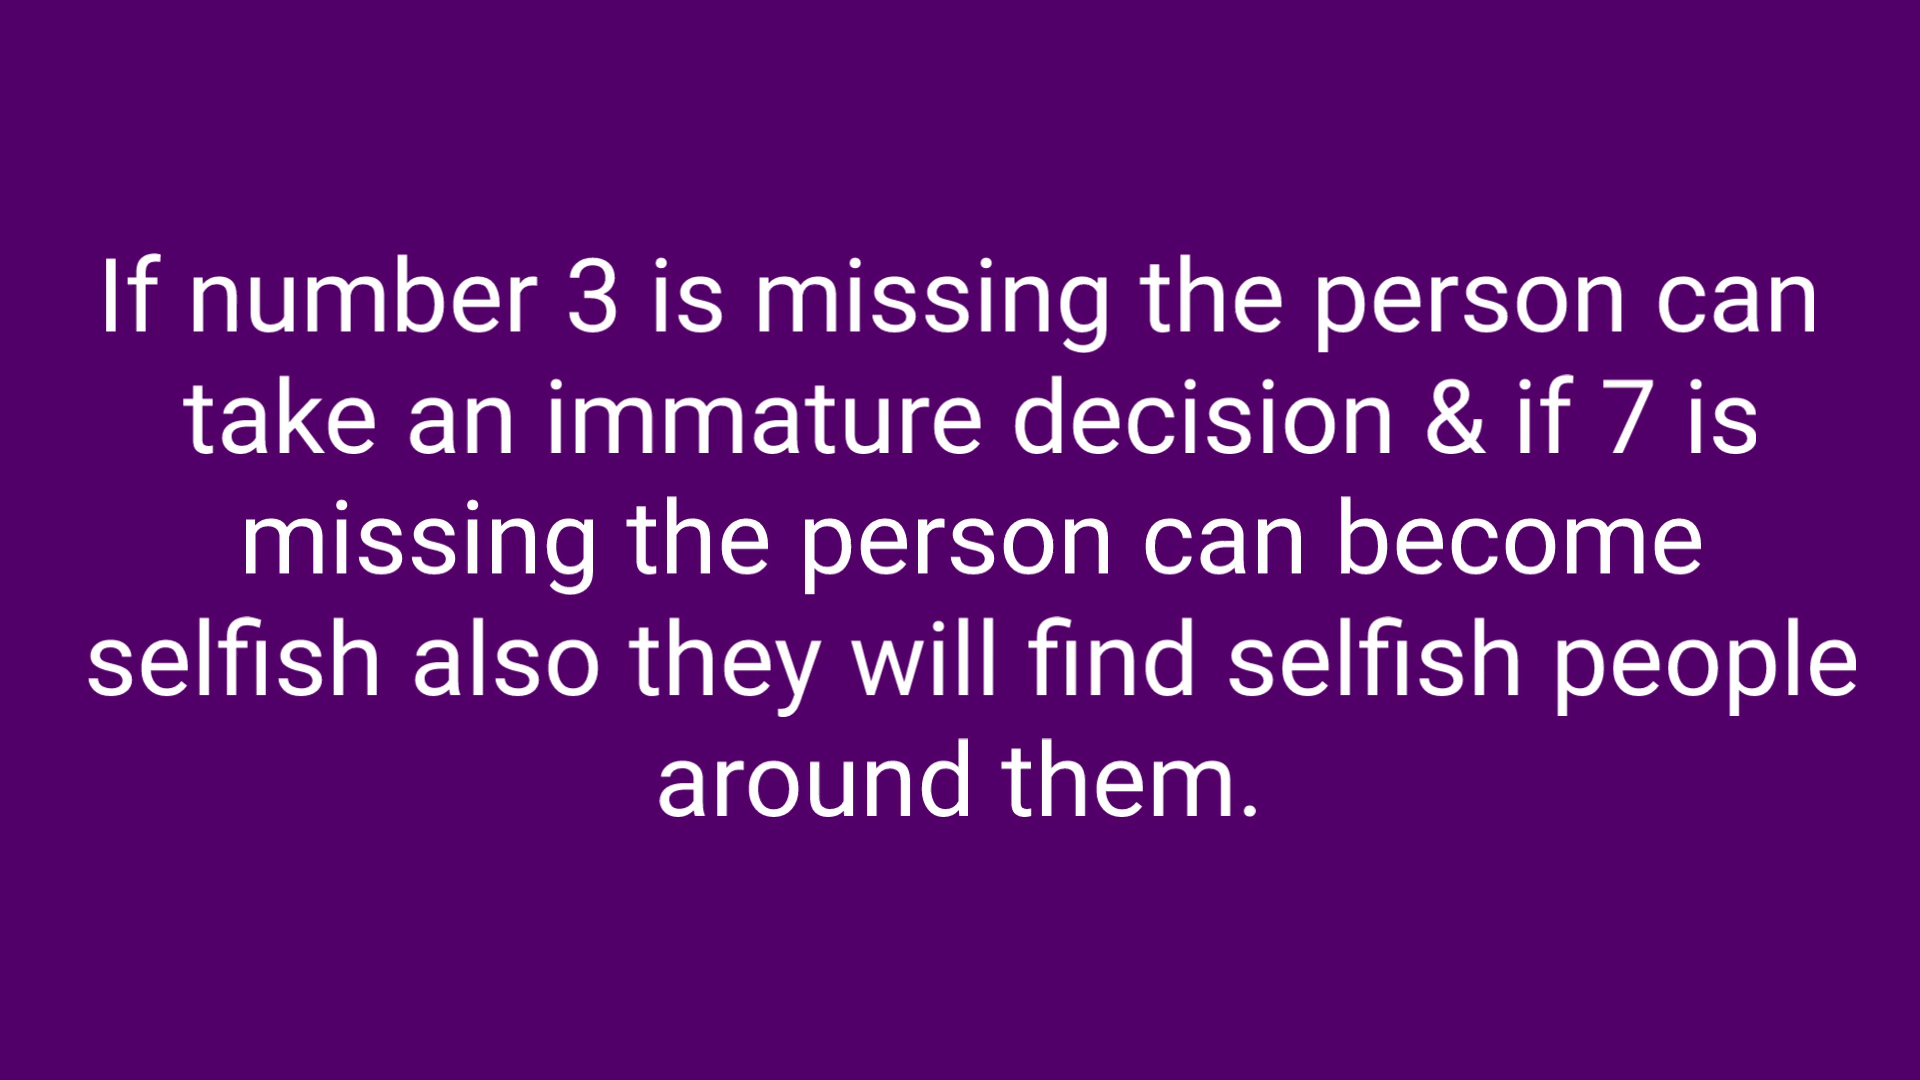 If number 3 is missing the person can
take an immature decision & if 7 is
missing the person can become
selfish also they will find selfish people
around them.